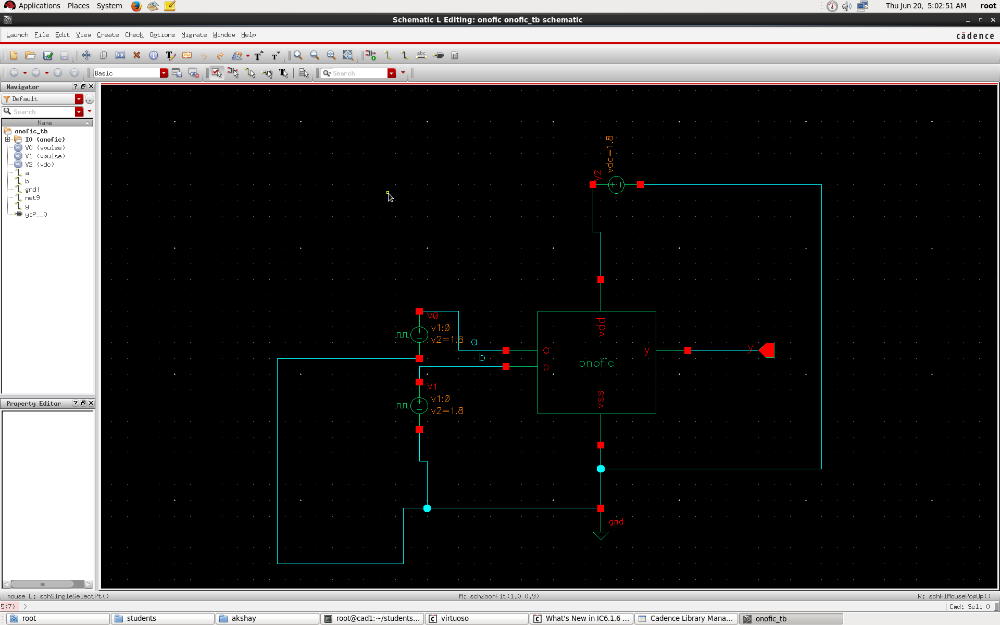 Applications Places System Thu Jun 20, 5:02:51 AM root
Schematic L Editing: onofic onofic_tb schematic
Launch File Edit View Create Check Options Migrate Window Help cādence
abc
Basic Search
Navigator
Default
Search
Name
onofic_tb
I0 (onofic)
V0 (vpulse)
V1 (vpulse)
V2 (vdc)
a
b
gnd!
net9
y
y:P__0
Property Editor
vdc=1.8
V2
V0
v1:0
v2=1.8
a
b
V1
v1:0
v2=1.8
vdd
a
b
y
onofic
vss
y
gnd
mouse L: schSingleSelectPt() M: schZoomFit(1.0 0.9) R: schHiMousePopUp()
5(7) > Cmd: Sel: 0
root students akshay root@cad1:~/students... virtuoso What's New in IC6.1.6 ... Cadence Library Mana... onofic_tb